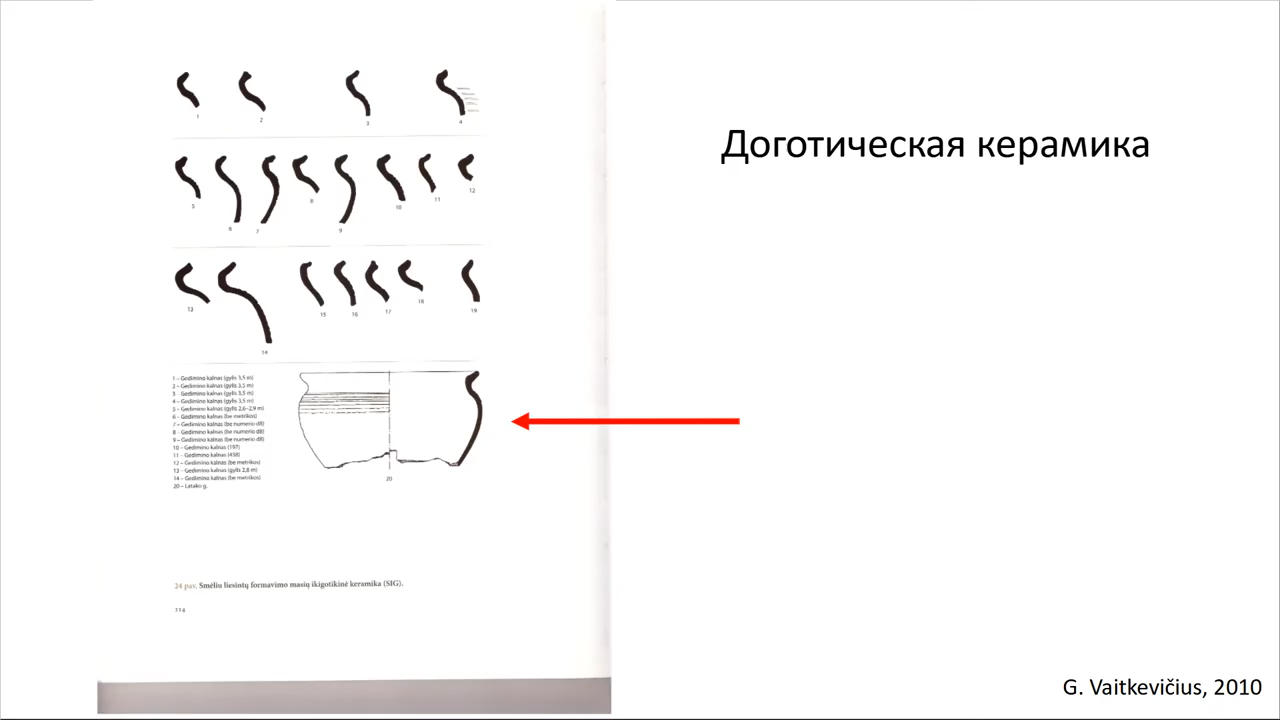 Доготическая керамика
1
2
3
4
5
6
7
8
9
10
11
12
13
14
15
16
17
18
19
1 – Gedimino kalnas (gylis 3,5 m)
2 – Gedimino kalnas (gylis 3,5 m)
3 – Gedimino kalnas (gylis 3,5 m)
4 – Gedimino kalnas (gylis 3,5 m)
5 – Gedimino kalnas (gylis 2,6–2,9 m)
6 – Gedimino kalnas (be metrikos)
7 – Gedimino kalnas (be numerio d8)
8 – Gedimino kalnas (be numerio d8)
9 – Gedimino kalnas (be numerio d8)
10 – Gedimino kalnas (197)
11 – Gedimino kalnas (438)
12 – Gedimino kalnas (be metrikos)
13 – Gedimino kalnas (gylis 2,8 m)
14 – Gedimino kalnas (be metrikos)
20 – Latako g.
20
24 pav. Smėliu liesintų formavimo masių ikigotikinė keramika (SIG).
114
G. Vaitkevičius, 2010